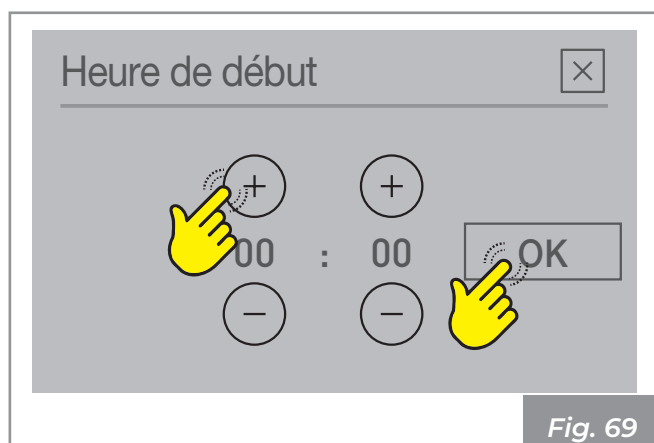 Heure de début ×
+ +
00 : 00 OK
− −
Fig. 69